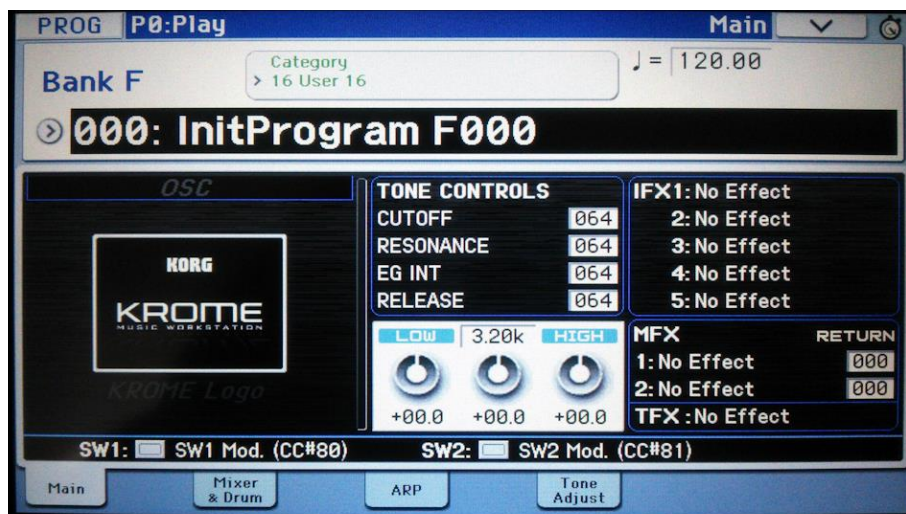 PROG P0:Play Main
Bank F
Category
> 16 User 16
♩ = 120.00
000: InitProgram F000
OSC
KORG
KROME
MUSIC WORKSTATION
KROME Logo
TONE CONTROLS
CUTOFF 064
RESONANCE 064
EG INT 064
RELEASE 064
LOW 3.20k HIGH
+00.0 +00.0 +00.0
IFX1: No Effect
2: No Effect
3: No Effect
4: No Effect
5: No Effect
MFX RETURN
1: No Effect 000
2: No Effect 000
TFX : No Effect
SW1: SW1 Mod. (CC#80) SW2: SW2 Mod. (CC#81)
Main
Mixer
& Drum
ARP
Tone
Adjust